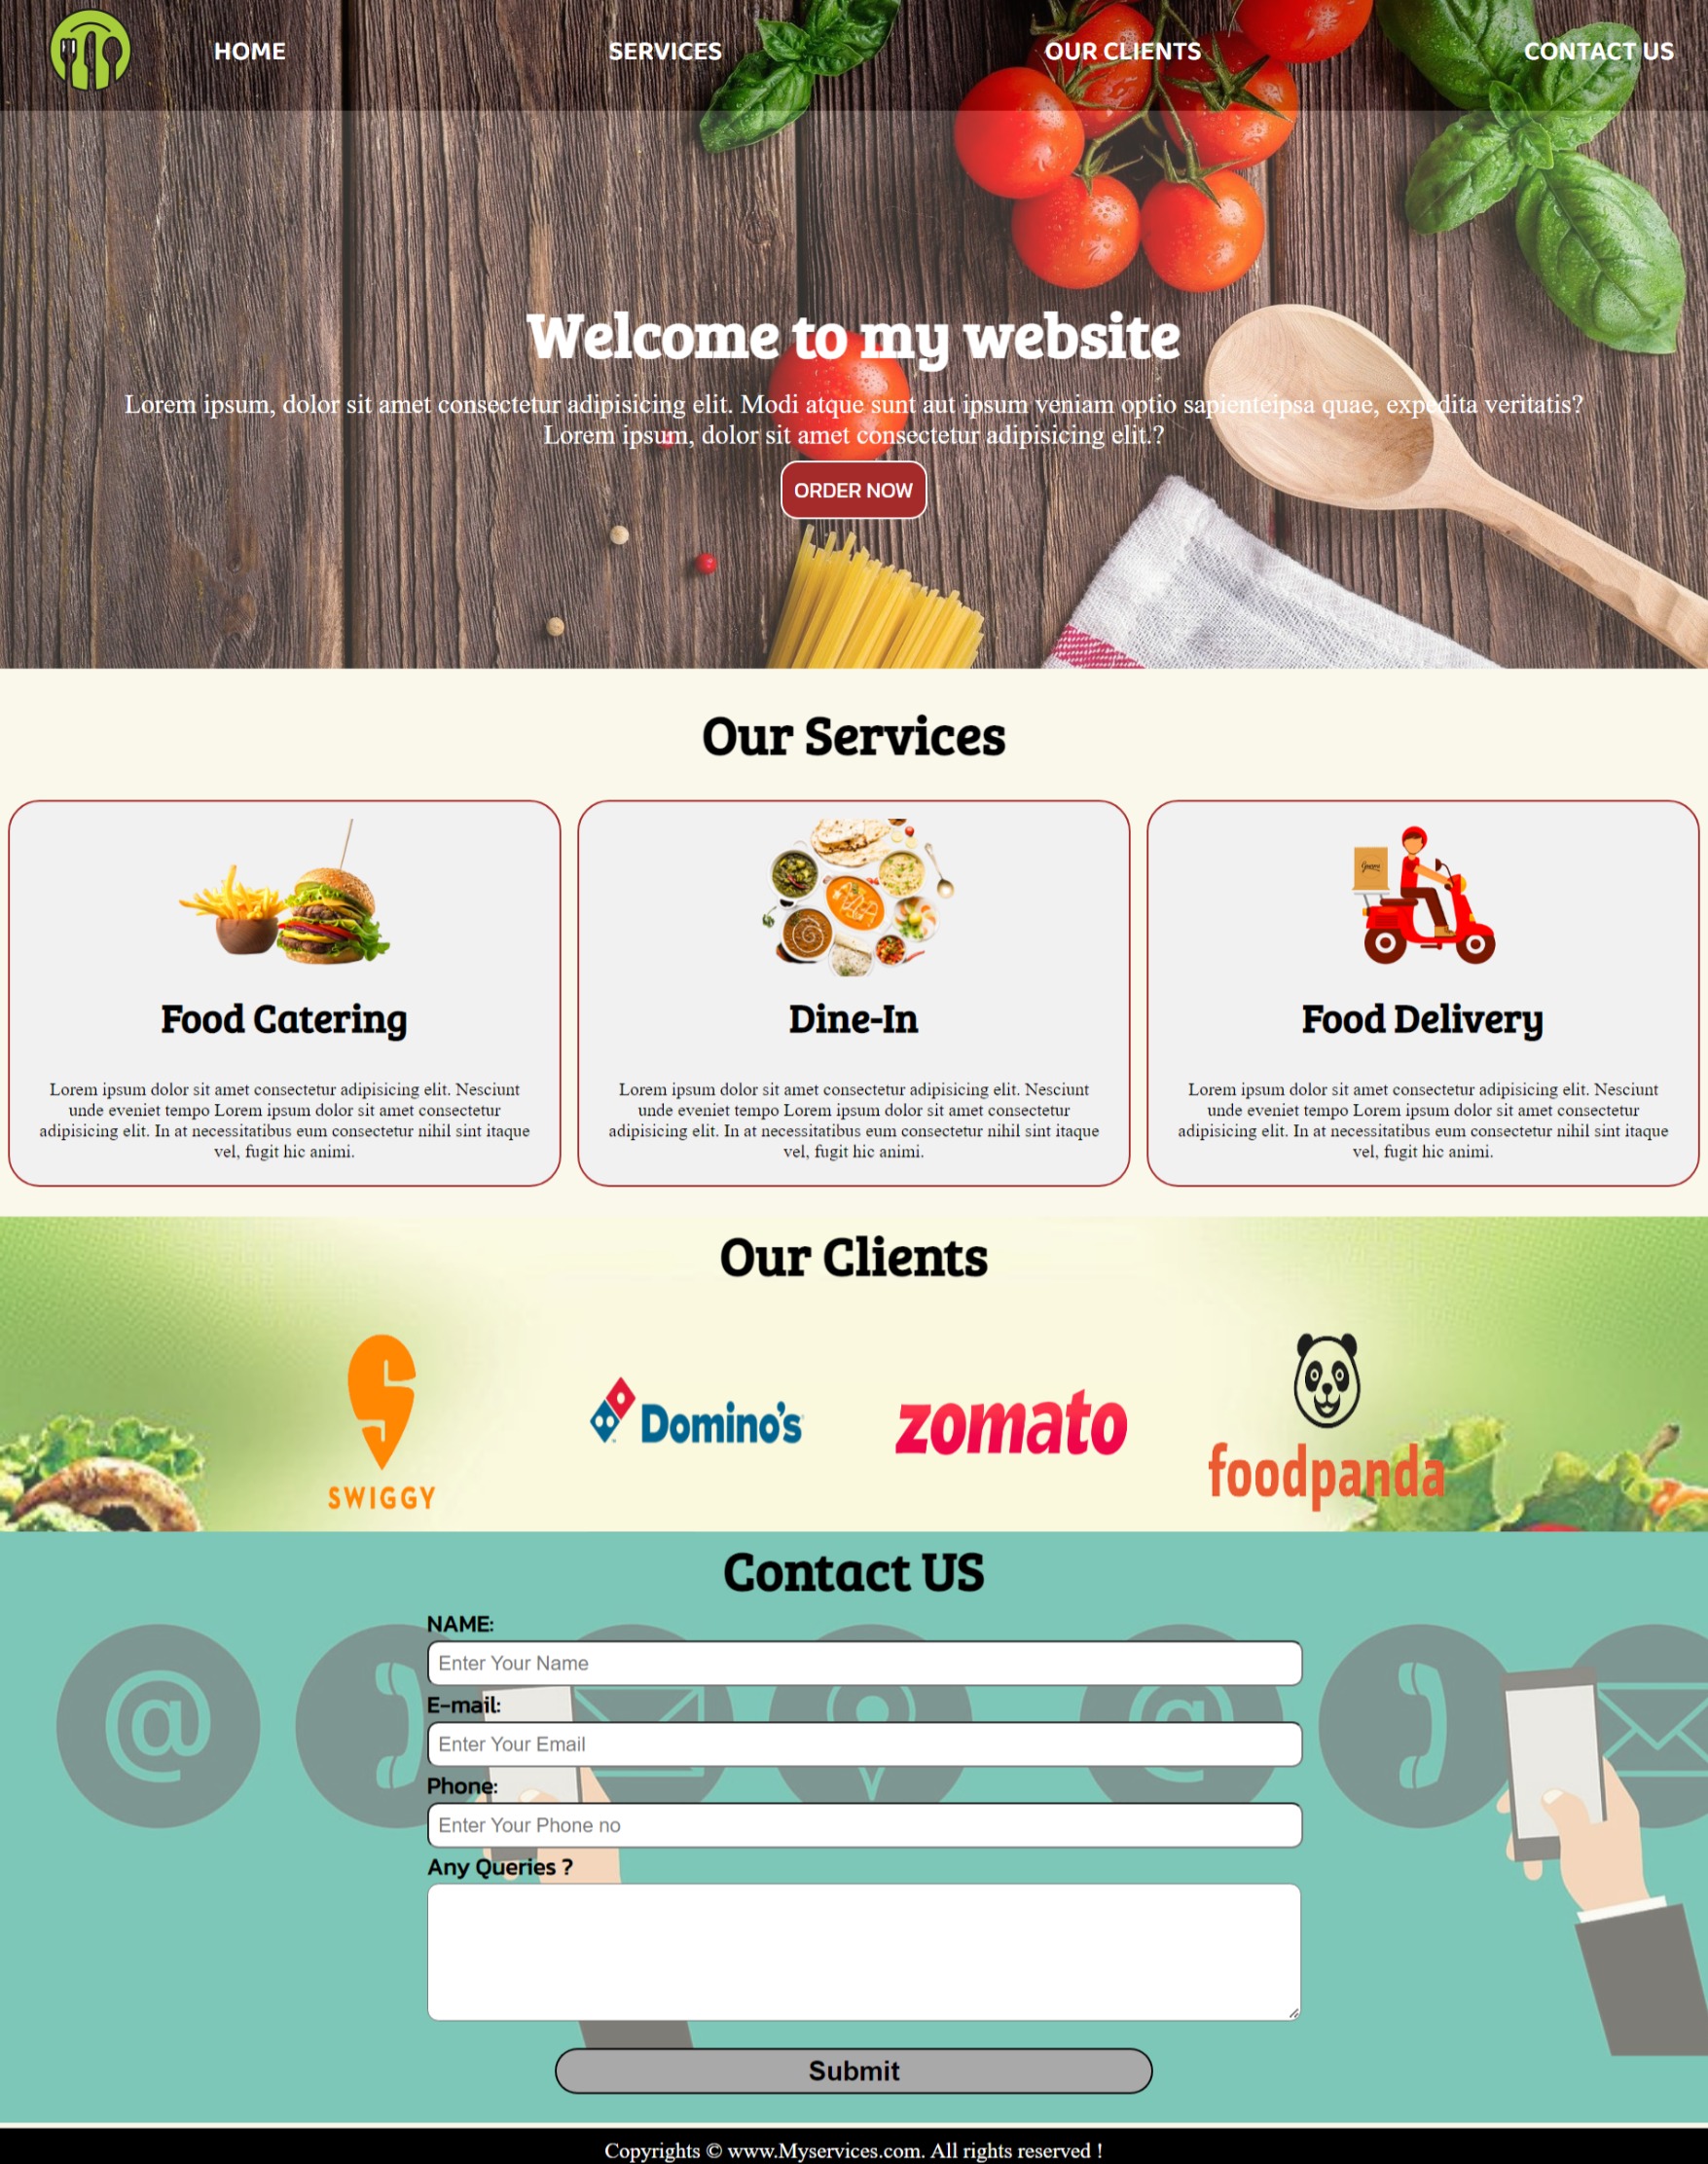 HOME
SERVICES
OUR CLIENTS
CONTACT US
Welcome to my website
Lorem ipsum, dolor sit amet consectetur adipisicing elit. Modi atque sunt aut ipsum veniam optio sapienteipsa quae, expedita veritatis?
Lorem ipsum, dolor sit amet consectetur adipisicing elit.?
ORDER NOW
Our Services
Food Catering
Lorem ipsum dolor sit amet consectetur adipisicing elit. Nesciunt
unde eveniet tempo Lorem ipsum dolor sit amet consectetur
adipisicing elit. In at necessitatibus eum consectetur nihil sint itaque
vel, fugit hic animi.
Dine-In
Lorem ipsum dolor sit amet consectetur adipisicing elit. Nesciunt
unde eveniet tempo Lorem ipsum dolor sit amet consectetur
adipisicing elit. In at necessitatibus eum consectetur nihil sint itaque
vel, fugit hic animi.
Food Delivery
Lorem ipsum dolor sit amet consectetur adipisicing elit. Nesciunt
unde eveniet tempo Lorem ipsum dolor sit amet consectetur
adipisicing elit. In at necessitatibus eum consectetur nihil sint itaque
vel, fugit hic animi.
Our Clients
SWIGGY
Domino's
zomato
foodpanda
Contact US
NAME:
Enter Your Name
E-mail:
Enter Your Email
Phone:
Enter Your Phone no
Any Queries ?
Submit
Copyrights © www.Myservices.com. All rights reserved !